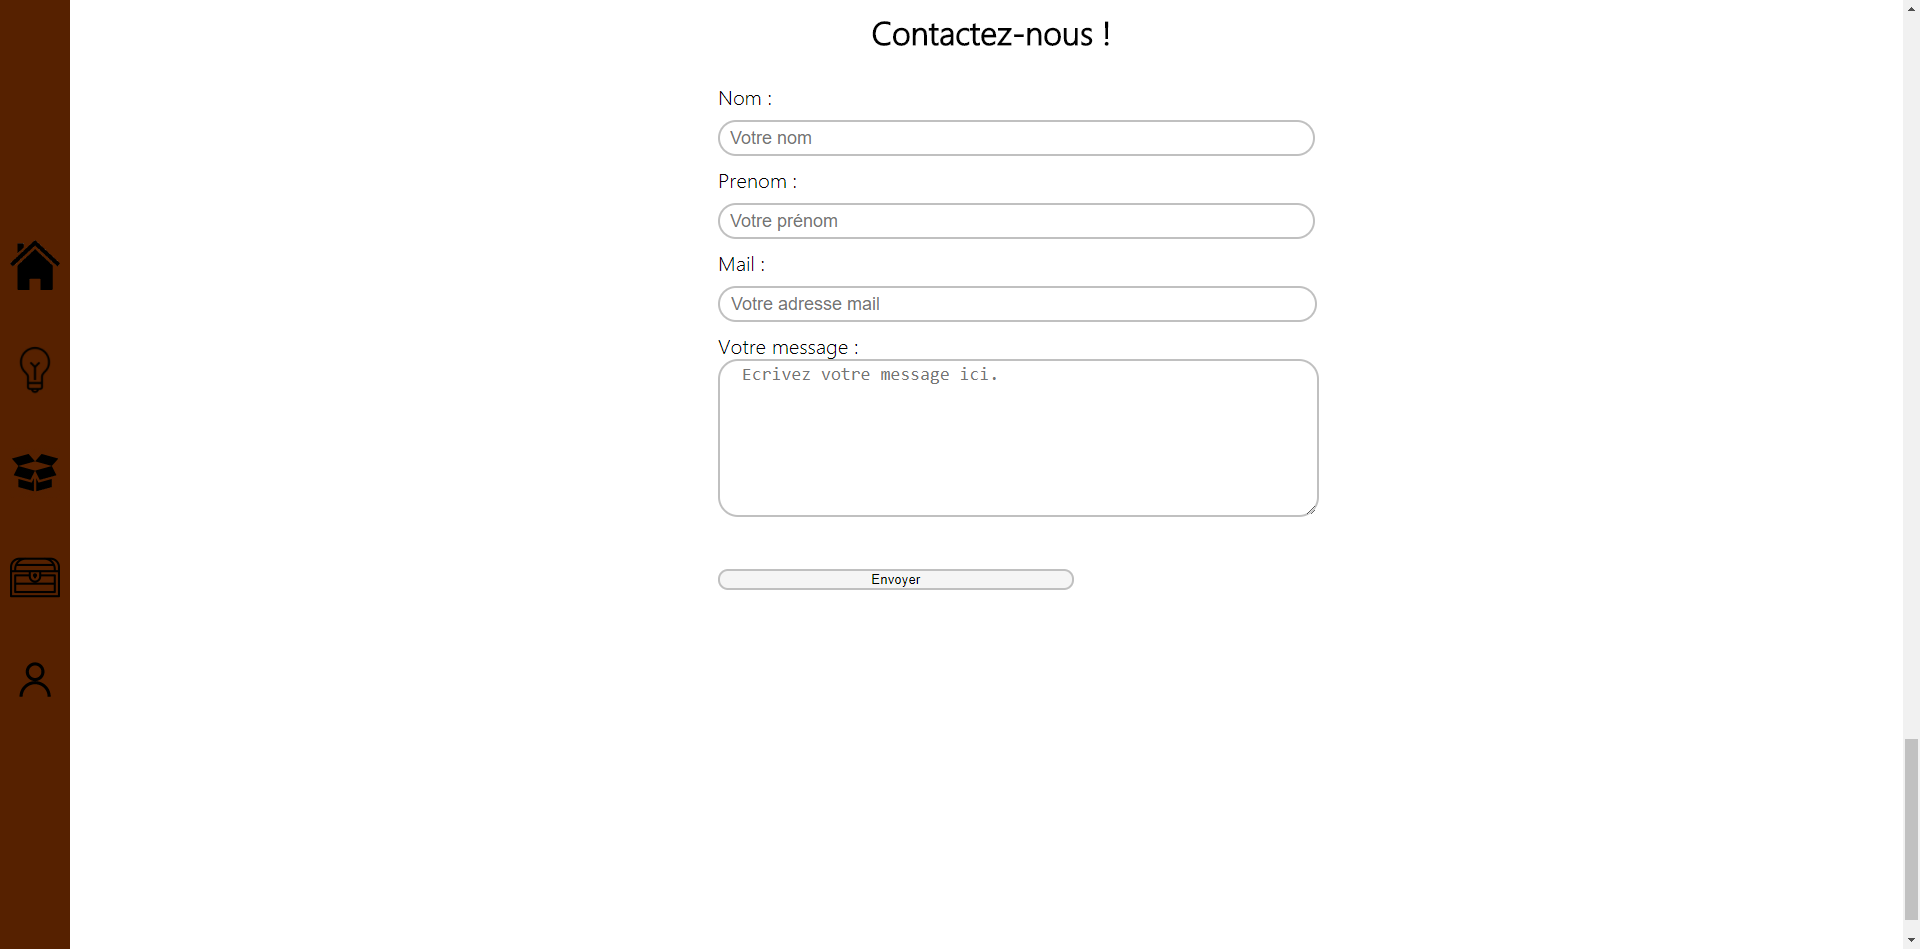 Contactez-nous !
Nom :
Votre nom
Prenom :
Votre prénom
Mail :
Votre adresse mail
Votre message :
Ecrivez votre message ici.
Envoyer